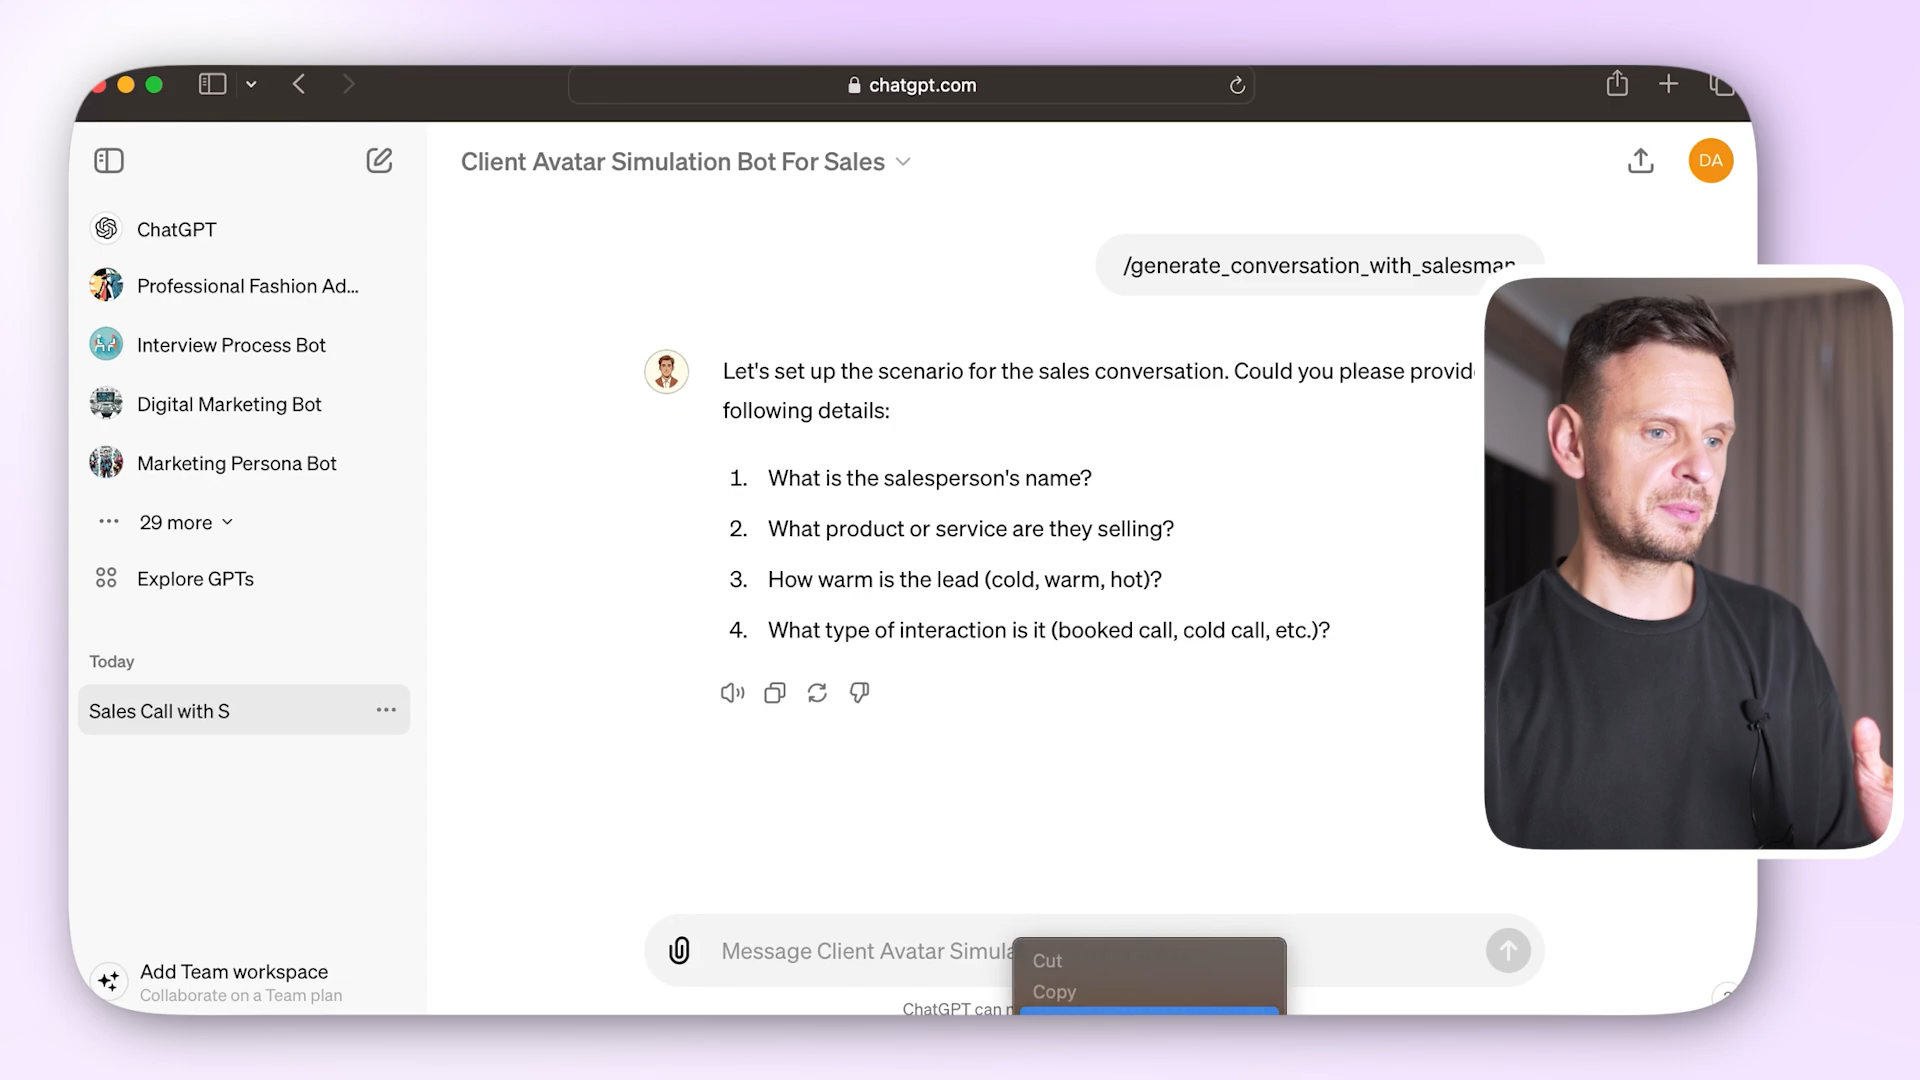 chatgpt.com
Client Avatar Simulation Bot For Sales
DA
ChatGPT
Professional Fashion Ad...
Interview Process Bot
Digital Marketing Bot
Marketing Persona Bot
29 more
Explore GPTs
Today
Sales Call with S
Add Team workspace
Collaborate on a Team plan
/generate_conversation_with_salesman
Let's set up the scenario for the sales conversation. Could you please provid
following details:
1. What is the salesperson's name?
2. What product or service are they selling?
3. How warm is the lead (cold, warm, hot)?
4. What type of interaction is it (booked call, cold call, etc.)?
Message Client Avatar Simula
Cut
Copy
ChatGPT can